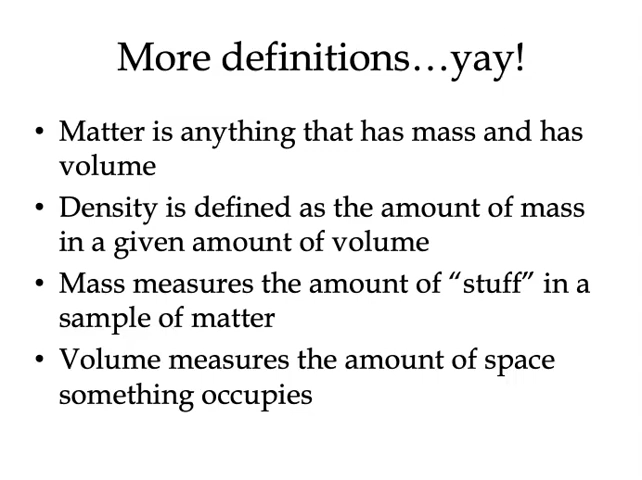 More definitions…yay!
• Matter is anything that has mass and has
volume
• Density is defined as the amount of mass
in a given amount of volume
• Mass measures the amount of “stuff” in a
sample of matter
• Volume measures the amount of space
something occupies